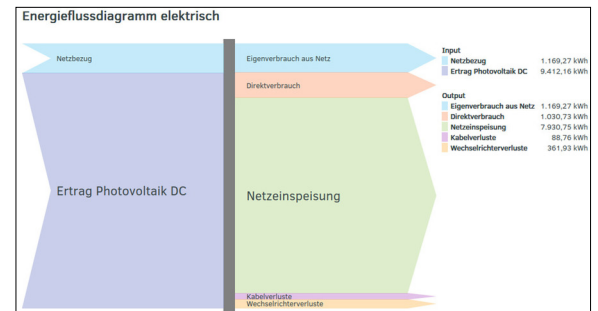 Energieflussdiagramm elektrisch
Netzbezug
Ertrag Photovoltaik DC
Eigenverbrauch aus Netz
Direktverbrauch
Netzeinspeisung
Kabelverluste
Wechselrichterverluste
Input
Netzbezug 1.169,27 kWh
Ertrag Photovoltaik DC 9.412,16 kWh
Output
Eigenverbrauch aus Netz 1.169,27 kWh
Direktverbrauch 1.030,73 kWh
Netzeinspeisung 7.930,75 kWh
Kabelverluste 88,76 kWh
Wechselrichterverluste 361,93 kWh